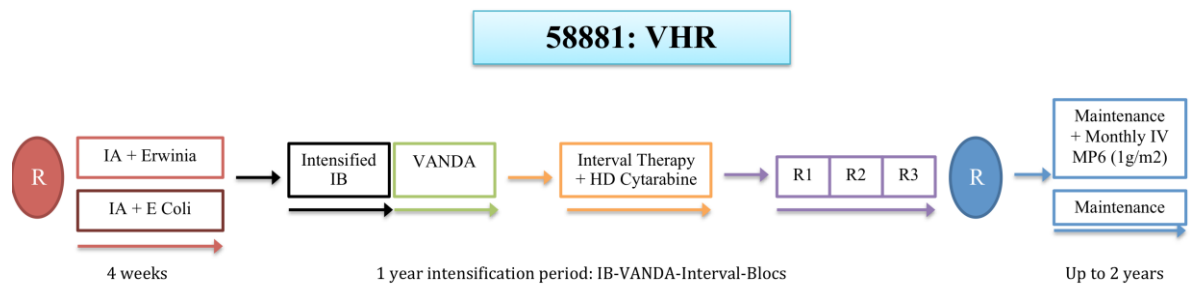 58881: VHR
R
IA + Erwinia
IA + E Coli
Intensified
IB
VANDA
Interval Therapy
+ HD Cytarabine
R1
R2
R3
R
Maintenance
+ Monthly IV
MP6 (1g/m2)
Maintenance
4 weeks
1 year intensification period: IB-VANDA-Interval-Blocs
Up to 2 years